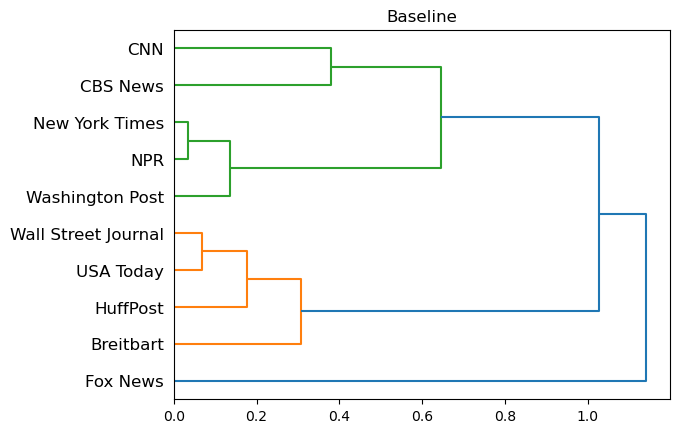 Baseline
CNN
CBS News
New York Times
NPR
Washington Post
Wall Street Journal
USA Today
HuffPost
Breitbart
Fox News
0.0 0.2 0.4 0.6 0.8 1.0